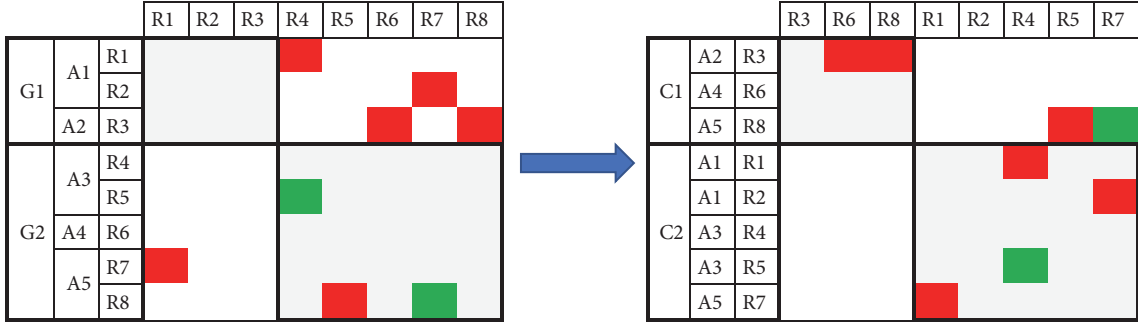 R1 R2 R3 R4 R5 R6 R7 R8
G1 A1 R1
R2
A2 R3
G2 A3 R4
R5
A4 R6
A5 R7
R8
R3 R6 R8 R1 R2 R4 R5 R7
C1 A2 R3
A4 R6
A5 R8
C2 A1 R1
A1 R2
A3 R4
A3 R5
A5 R7